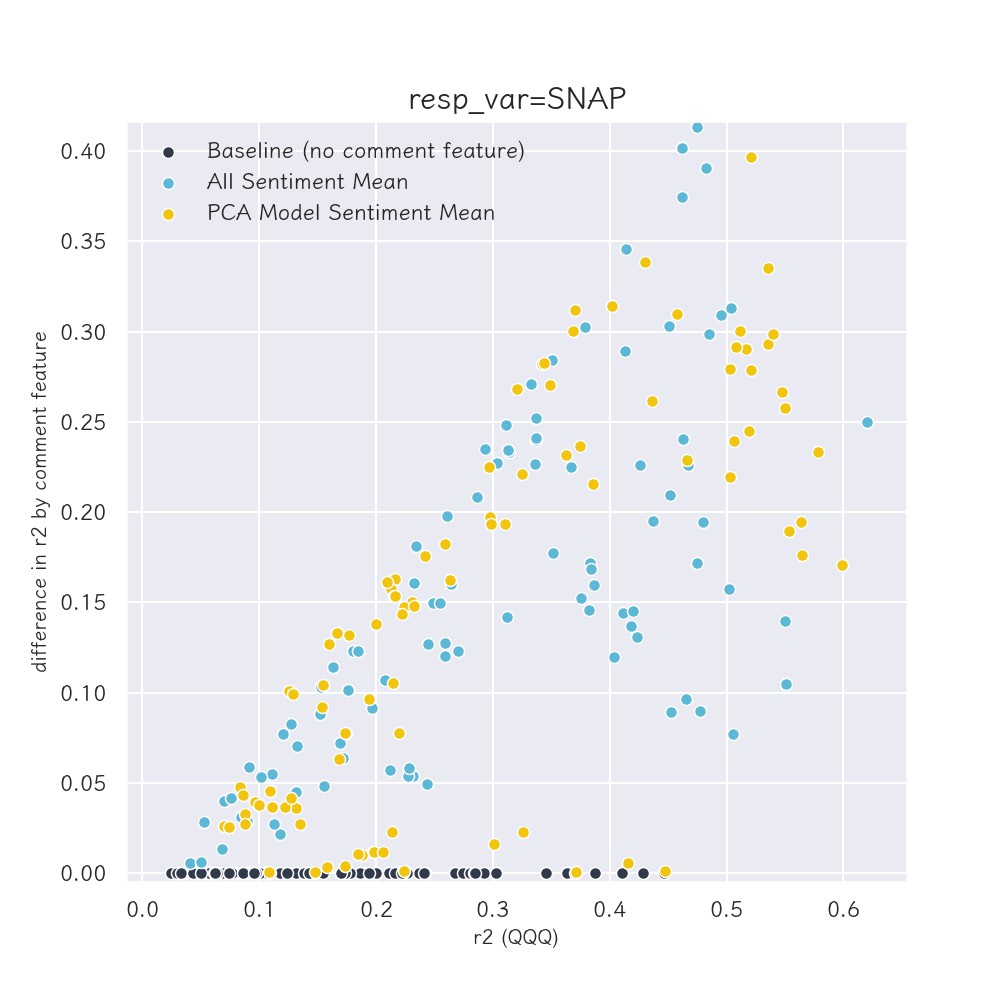 resp_var=SNAP
Baseline (no comment feature)
All Sentiment Mean
PCA Model Sentiment Mean
difference in r2 by comment feature
0.40
0.35
0.30
0.25
0.20
0.15
0.10
0.05
0.00
0.0 0.1 0.2 0.3 0.4 0.5 0.6
r2 (QQQ)